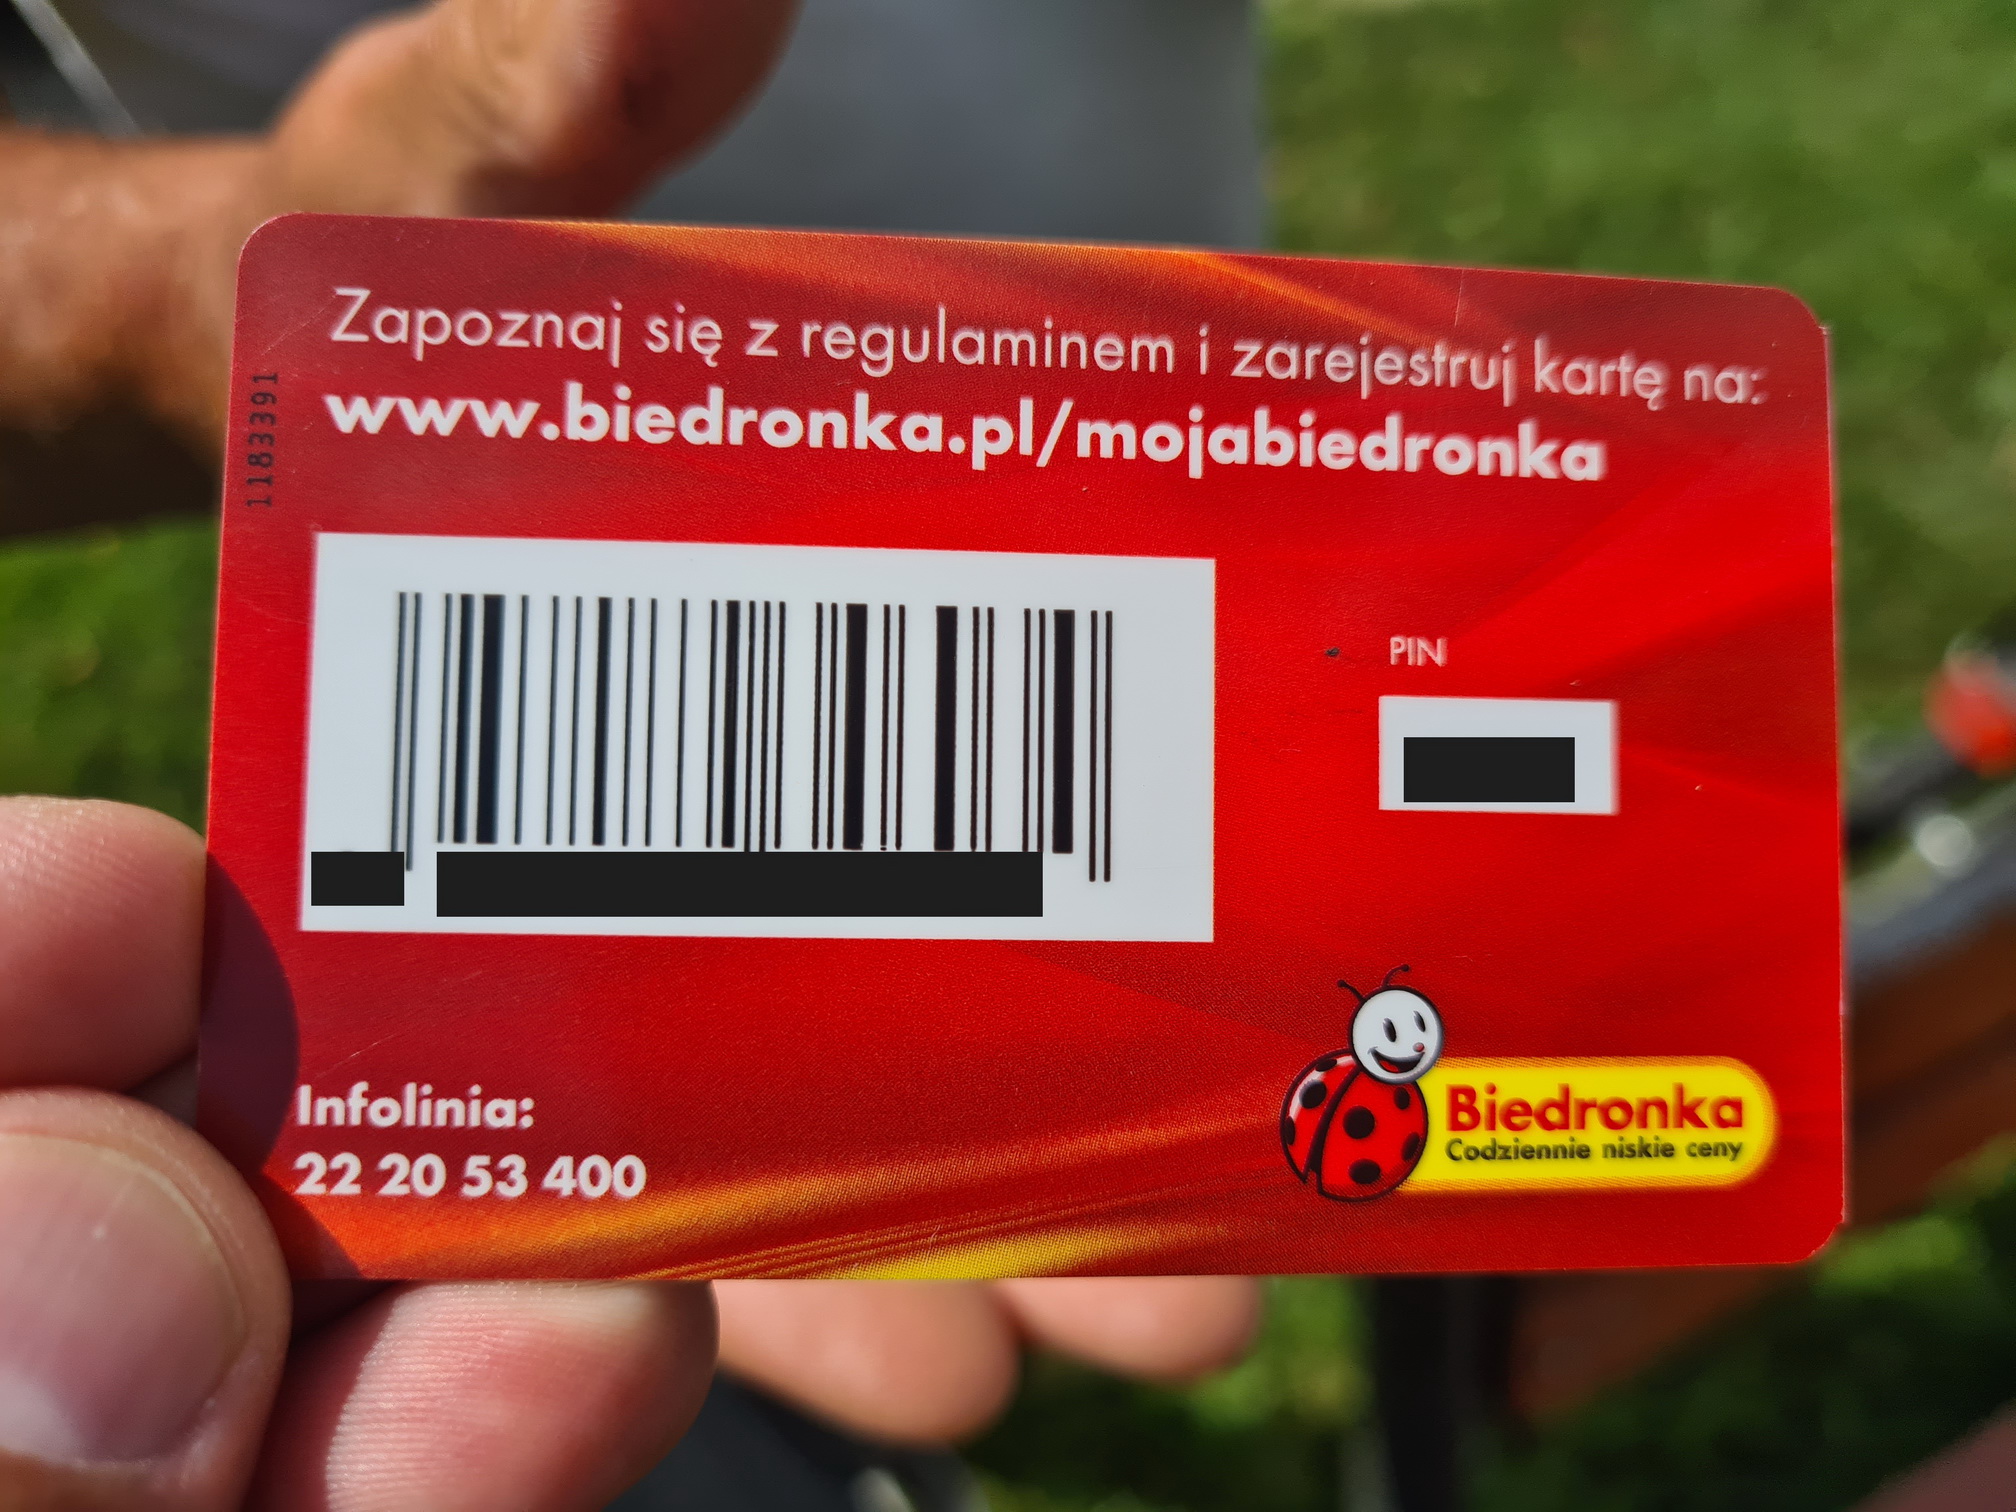 Zapoznaj się z regulaminem i zarejestruj kartę na:
www.biedronka.pl/mojabiedronka
1183391
PIN
Infolinia:
22 20 53 400
Biedronka
Codziennie niskie ceny